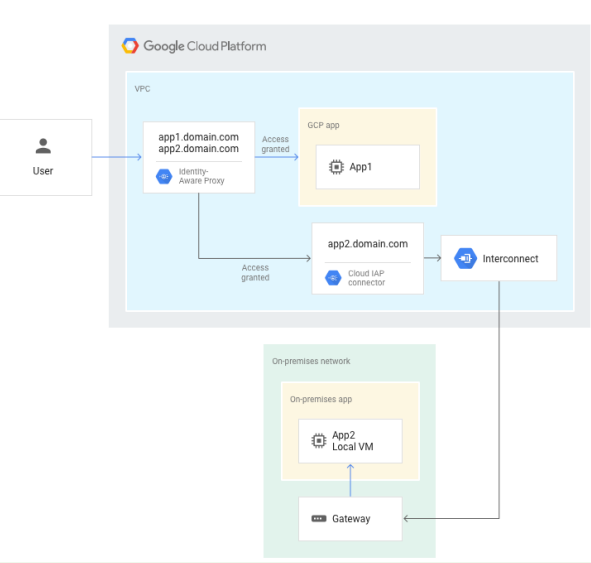 Google Cloud Platform
VPC
app1.domain.com
app2.domain.com
Identity-
Aware Proxy
Access
granted
GCP app
App1
User
app2.domain.com
Cloud IAP
connector
Access
granted
Interconnect
On-premises network
On-premises app
App2
Local VM
Gateway